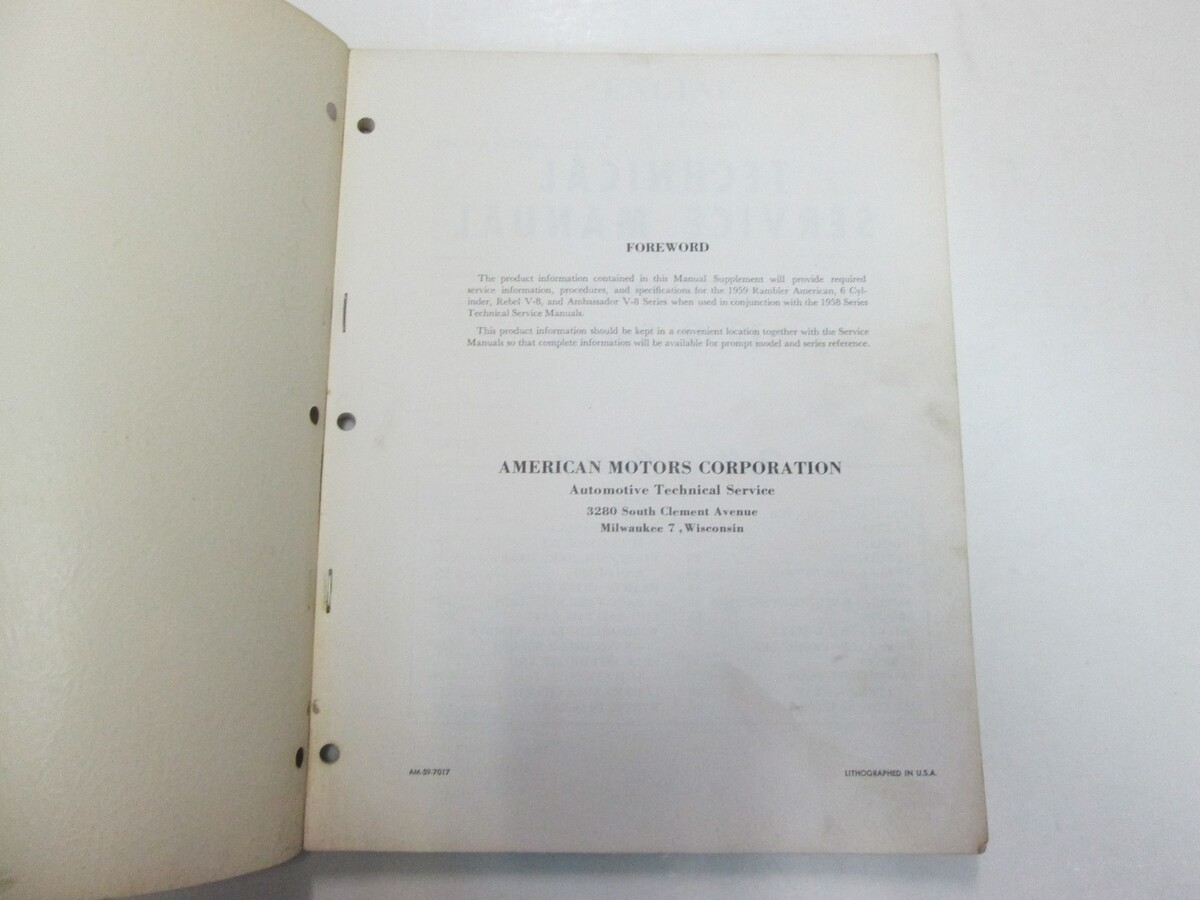 FOREWORD
The product information contained in this Manual Supplement will provide required
service information, procedures, and specifications for the 1959 Rambler American, 6 Cyl-
inder, Rebel V-8, and Ambassador V-8 Series when used in conjunction with the 1958 Series
Technical Service Manuals.
This product information should be kept in a convenient location together with the Service
Manuals so that complete information will be available for prompt model and series reference.
AMERICAN MOTORS CORPORATION
Automotive Technical Service
3280 South Clement Avenue
Milwaukee 7 , Wisconsin
AM-59-7017
LITHOGRAPHED IN U.S.A.
TECHNICAL
SERVICE MANUAL